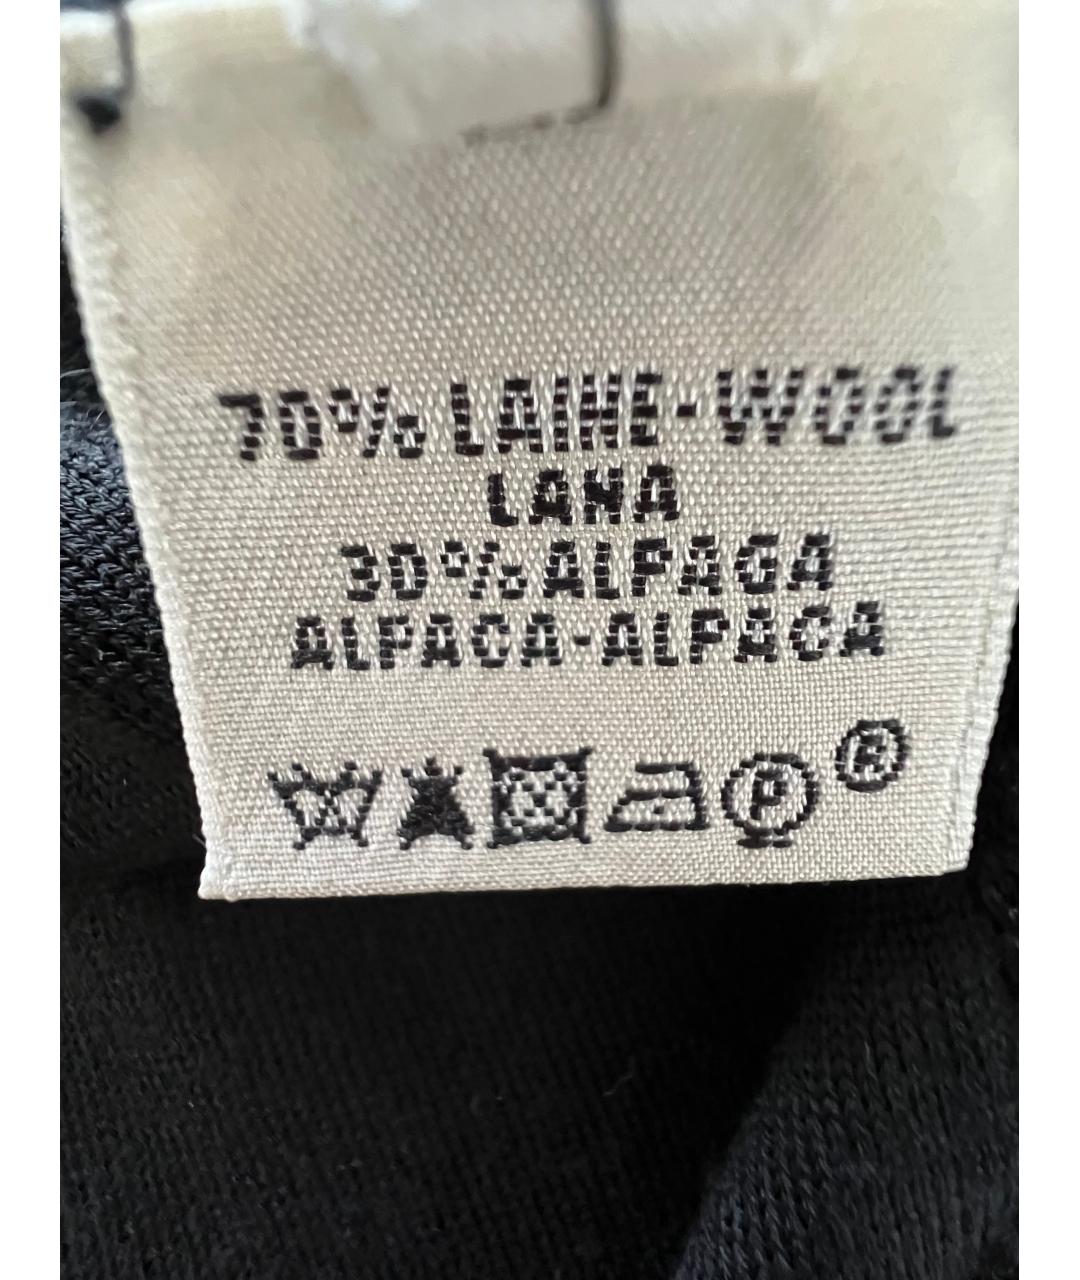 70% LAINE-WOOL
LANA
30% ALPAGA
ALPACA-ALPACA
P ®